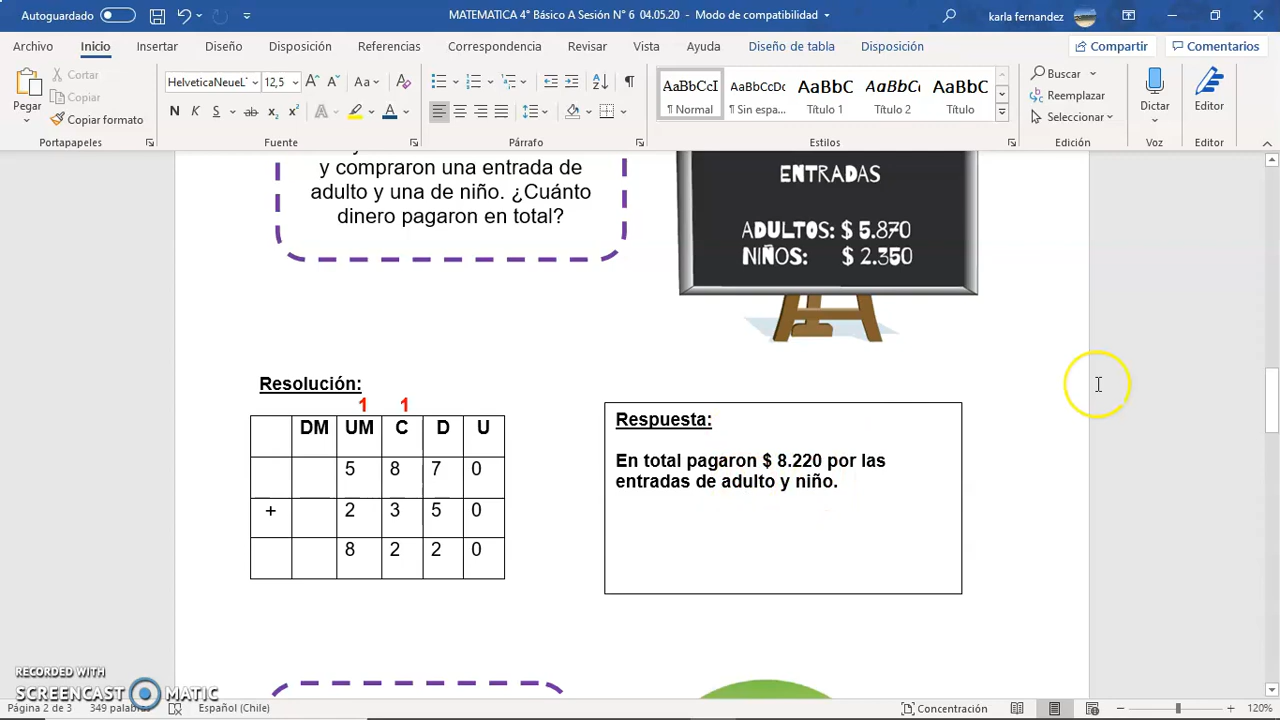 Autoguardado
MATEMATICA 4° Básico A Sesión N° 6 04.05.20 - Modo de compatibilidad
karla fernandez
Archivo Inicio Insertar Diseño Disposición Referencias Correspondencia Revisar Vista Ayuda Diseño de tabla Disposición
Compartir Comentarios
Pegar
Cortar
Copiar
Copiar formato
Portapapeles
HelveticaNeueL 12,5
Aa
N K S ab x₂ x² A A
Fuente
Párrafo
AaBbCcI
¶ Normal
AaBbCcDc
¶ Sin espa...
AaBbC
Título 1
AaBbCc
Título 2
AaBbC
Título
Estilos
Buscar
Reemplazar
Seleccionar
Edición
Dictar
Voz
Editor
Editor
y compraron una entrada de
adulto y una de niño. ¿Cuánto
dinero pagaron en total?
ENTRADAS
ADULTOS: $ 5.870
NIÑOS: $ 2.350
Resolución:
1 1
DM UM C D U
5 8 7 0
+ 2 3 5 0
8 2 2 0
Respuesta:
En total pagaron $ 8.220 por las
entradas de adulto y niño.
RECORDED WITH
SCREENCAST MATIC
Página 2 de 3 349 palabras Español (Chile)
Concentración
120%